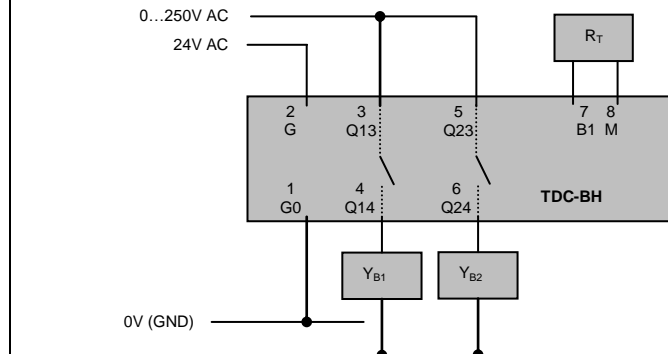 0…250V AC
24V AC
R_T
2 3 5 7 8
G Q13 Q23 B1 M
1 4 6
G0 Q14 Q24
TDC-BH
Y_B1 Y_B2
0V (GND)